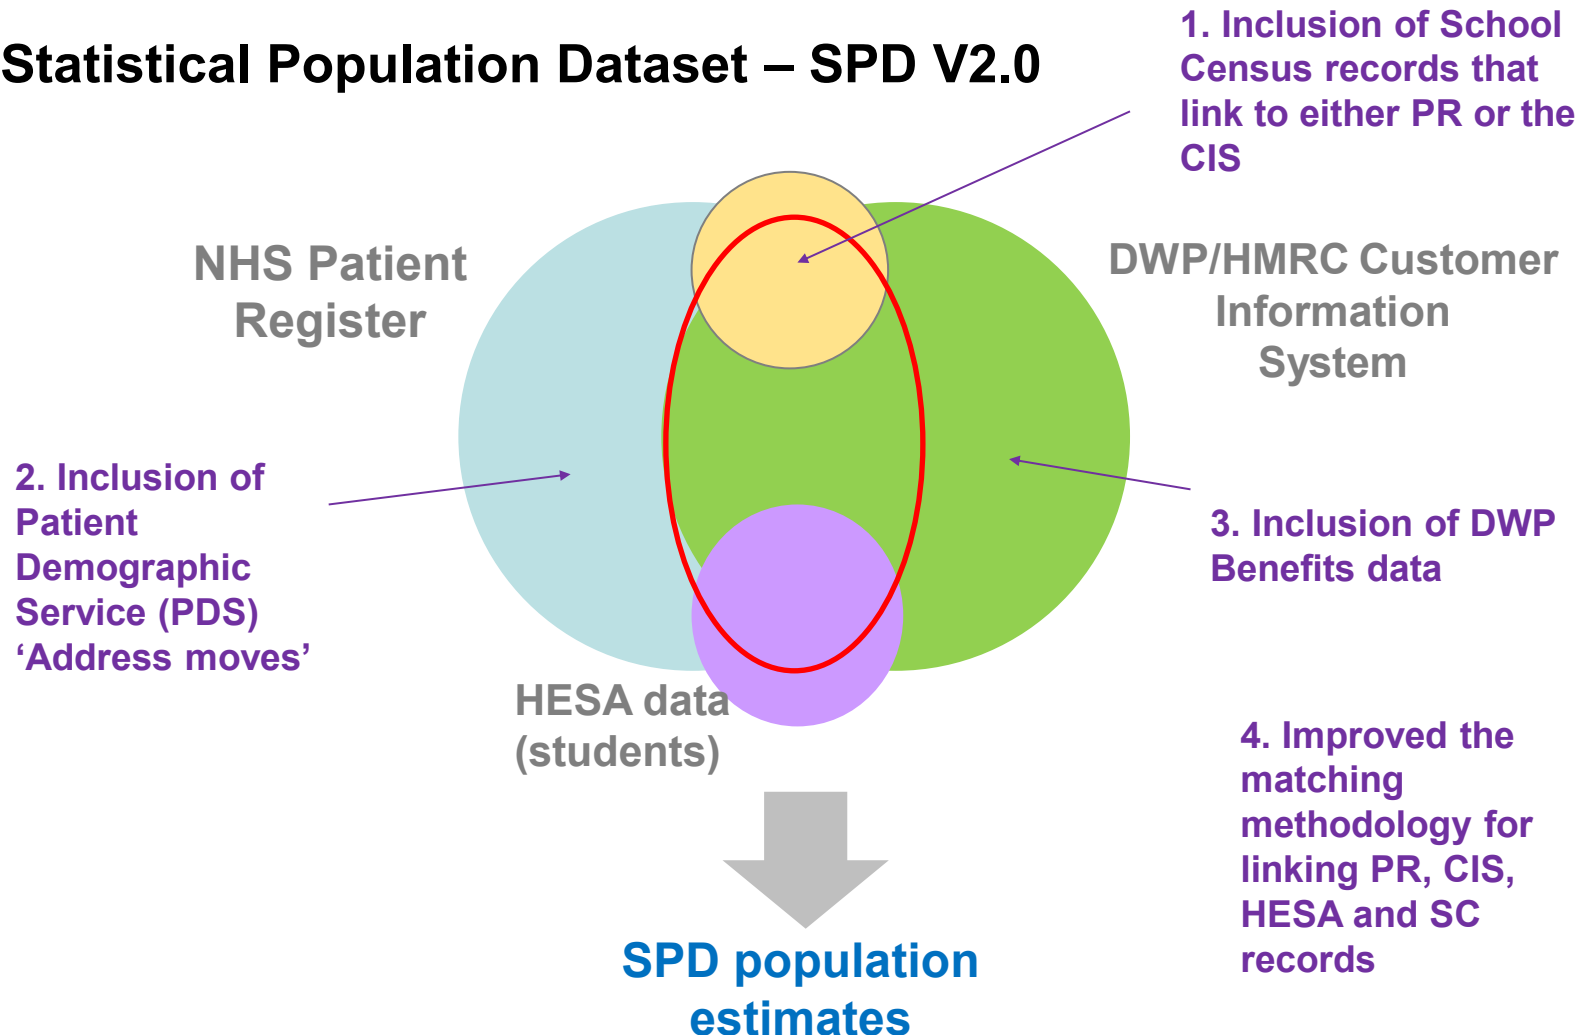 Statistical Population Dataset – SPD V2.0
1. Inclusion of School
Census records that
link to either PR or the
CIS
NHS Patient
Register
DWP/HMRC Customer
Information
System
2. Inclusion of
Patient
Demographic
Service (PDS)
‘Address moves’
3. Inclusion of DWP
Benefits data
HESA data
(students)
4. Improved the
matching
methodology for
linking PR, CIS,
HESA and SC
records
SPD population
estimates